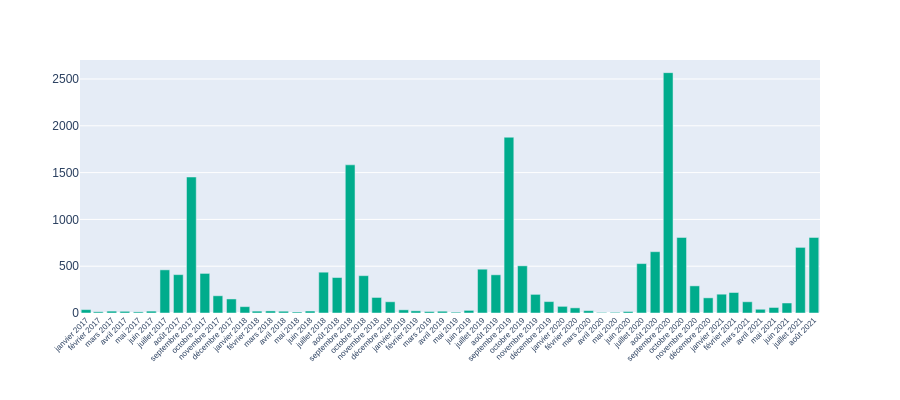 2500
2000
1500
1000
500
0
janvier 2017
février 2017
mars 2017
avril 2017
mai 2017
juin 2017
juillet 2017
août 2017
septembre 2017
octobre 2017
novembre 2017
décembre 2017
janvier 2018
février 2018
mars 2018
avril 2018
mai 2018
juin 2018
juillet 2018
août 2018
septembre 2018
octobre 2018
novembre 2018
décembre 2018
janvier 2019
février 2019
mars 2019
avril 2019
mai 2019
juin 2019
juillet 2019
août 2019
septembre 2019
octobre 2019
novembre 2019
décembre 2019
janvier 2020
février 2020
mars 2020
avril 2020
mai 2020
juin 2020
juillet 2020
août 2020
septembre 2020
octobre 2020
novembre 2020
décembre 2020
janvier 2021
février 2021
mars 2021
avril 2021
mai 2021
juin 2021
juillet 2021
août 2021